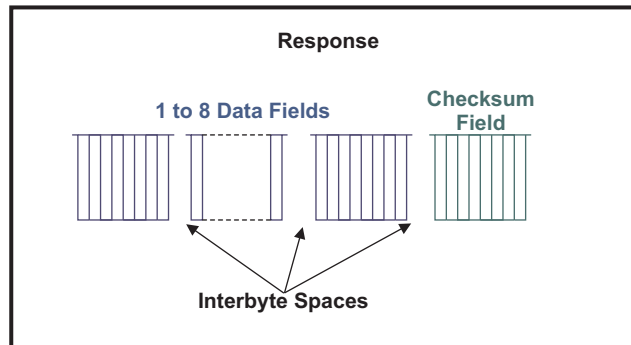 Response
1 to 8 Data Fields
Checksum
Field
Interbyte Spaces